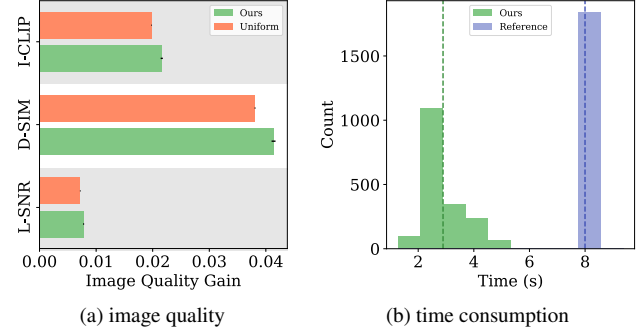 Ours
Uniform
I-CLIP
D-SIM
L-SNR
0.00 0.01 0.02 0.03 0.04
Image Quality Gain
(a) image quality
Ours
Reference
Count
1500
1000
500
0
2 4 6 8
Time (s)
(b) time consumption